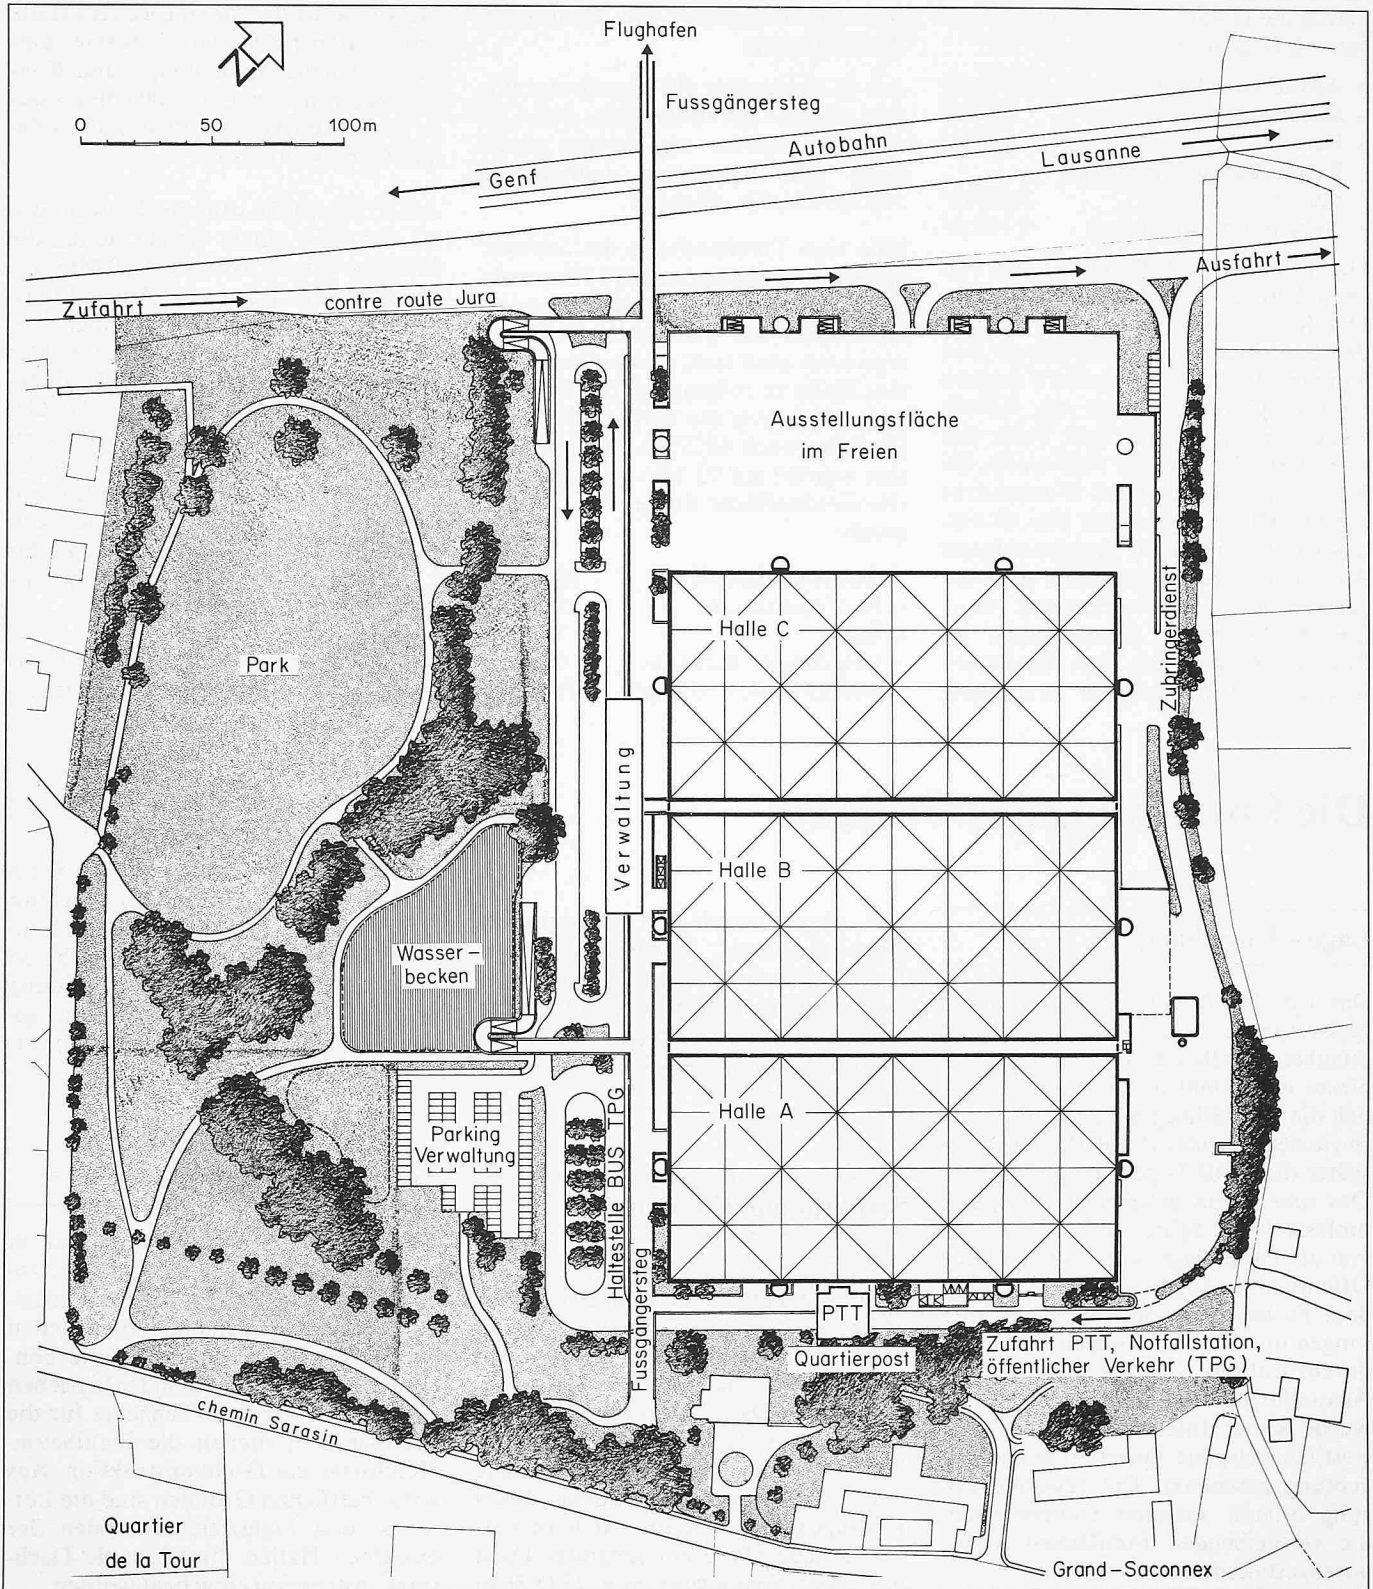 Flughafen
N
Fussgängersteg
0 50 100m
Autobahn
Lausanne
Genf
Ausfahrt
Zufahrt
contre route Jura
Ausstellungsfläche
im Freien
Zubringerdienst
Halle C
Park
Verwaltung
Halle B
Wasser-
becken
Halle A
Haltestelle BUS TPG
Parking
Verwaltung
Fussgängersteg
PTT
Quartierpost
Zufahrt PTT, Notfallstation,
öffentlicher Verkehr (TPG)
chemin Sarasin
Quartier
de la Tour
Grand-Saconnex